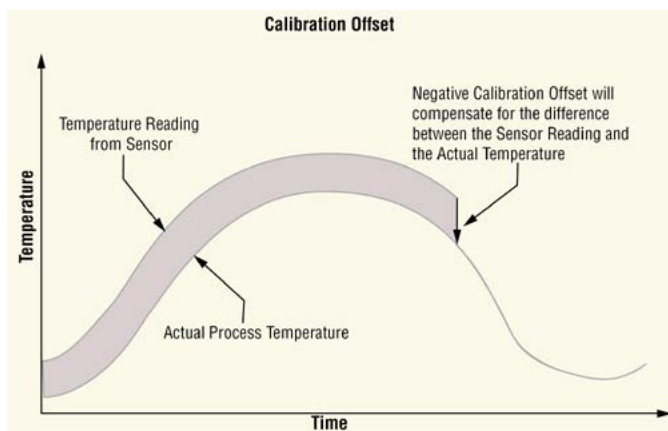 Calibration Offset
Negative Calibration Offset will
compensate for the difference
between the Sensor Reading and
the Actual Temperature
Temperature Reading
from Sensor
Temperature
Actual Process Temperature
Time